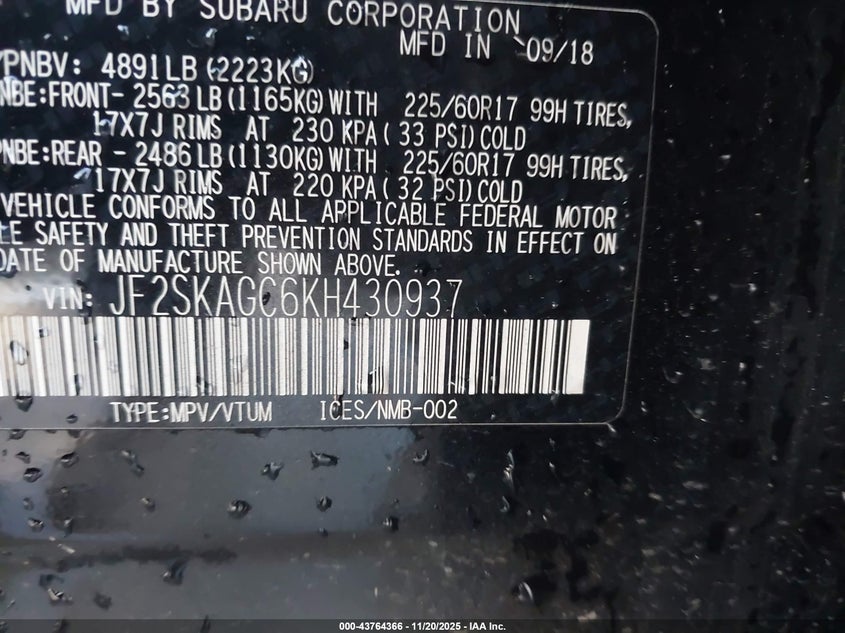 MFD BY SUBARU CORPORATION
MFD IN 09/18
PNBV: 4891LB (2223KG)
NBE:FRONT- 2563 LB (1165KG) WITH 225/60R17 99H TIRES,
17X7J RIMS AT 230 KPA ( 33 PSI) COLD
PNBE:REAR - 2486 LB (1130KG) WITH 225/60R17 99H TIRES,
17X7J RIMS AT 220 KPA ( 32 PSI) COLD
VEHICLE CONFORMS TO ALL APPLICABLE FEDERAL MOTOR
LE SAFETY AND THEFT PREVENTION STANDARDS IN EFFECT ON
DATE OF MANUFACTURE SHOWN ABOVE.
VIN: JF2SKAGC6KH430937
TYPE:MPV/VTUM ICES/NMB-002
000-43764366 - 11/20/2025 - IAA Inc.